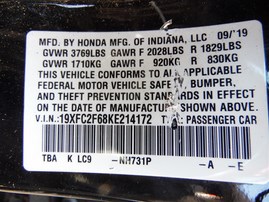 MFD. BY HONDA MFG. OF INDIANA, LLC 09/'19
GVWR 3769LBS GAWR F 2028LBS R 1829LBS
GVWR 1710KG GAWR F 920KG R 830KG
THIS VEHICLE CONFORMS TO ALL APPLICABLE
FEDERAL MOTOR VEHICLE SAFETY, BUMPER,
AND THEFT PREVENTION STANDARDS IN EFFECT ON THE
DATE OF MANUFACTURE SHOWN ABOVE.
V.I.N.: 19XFC2F68KE214172 TYPE: PASSENGER CAR
TBA K LC9 -NH731P -A -E